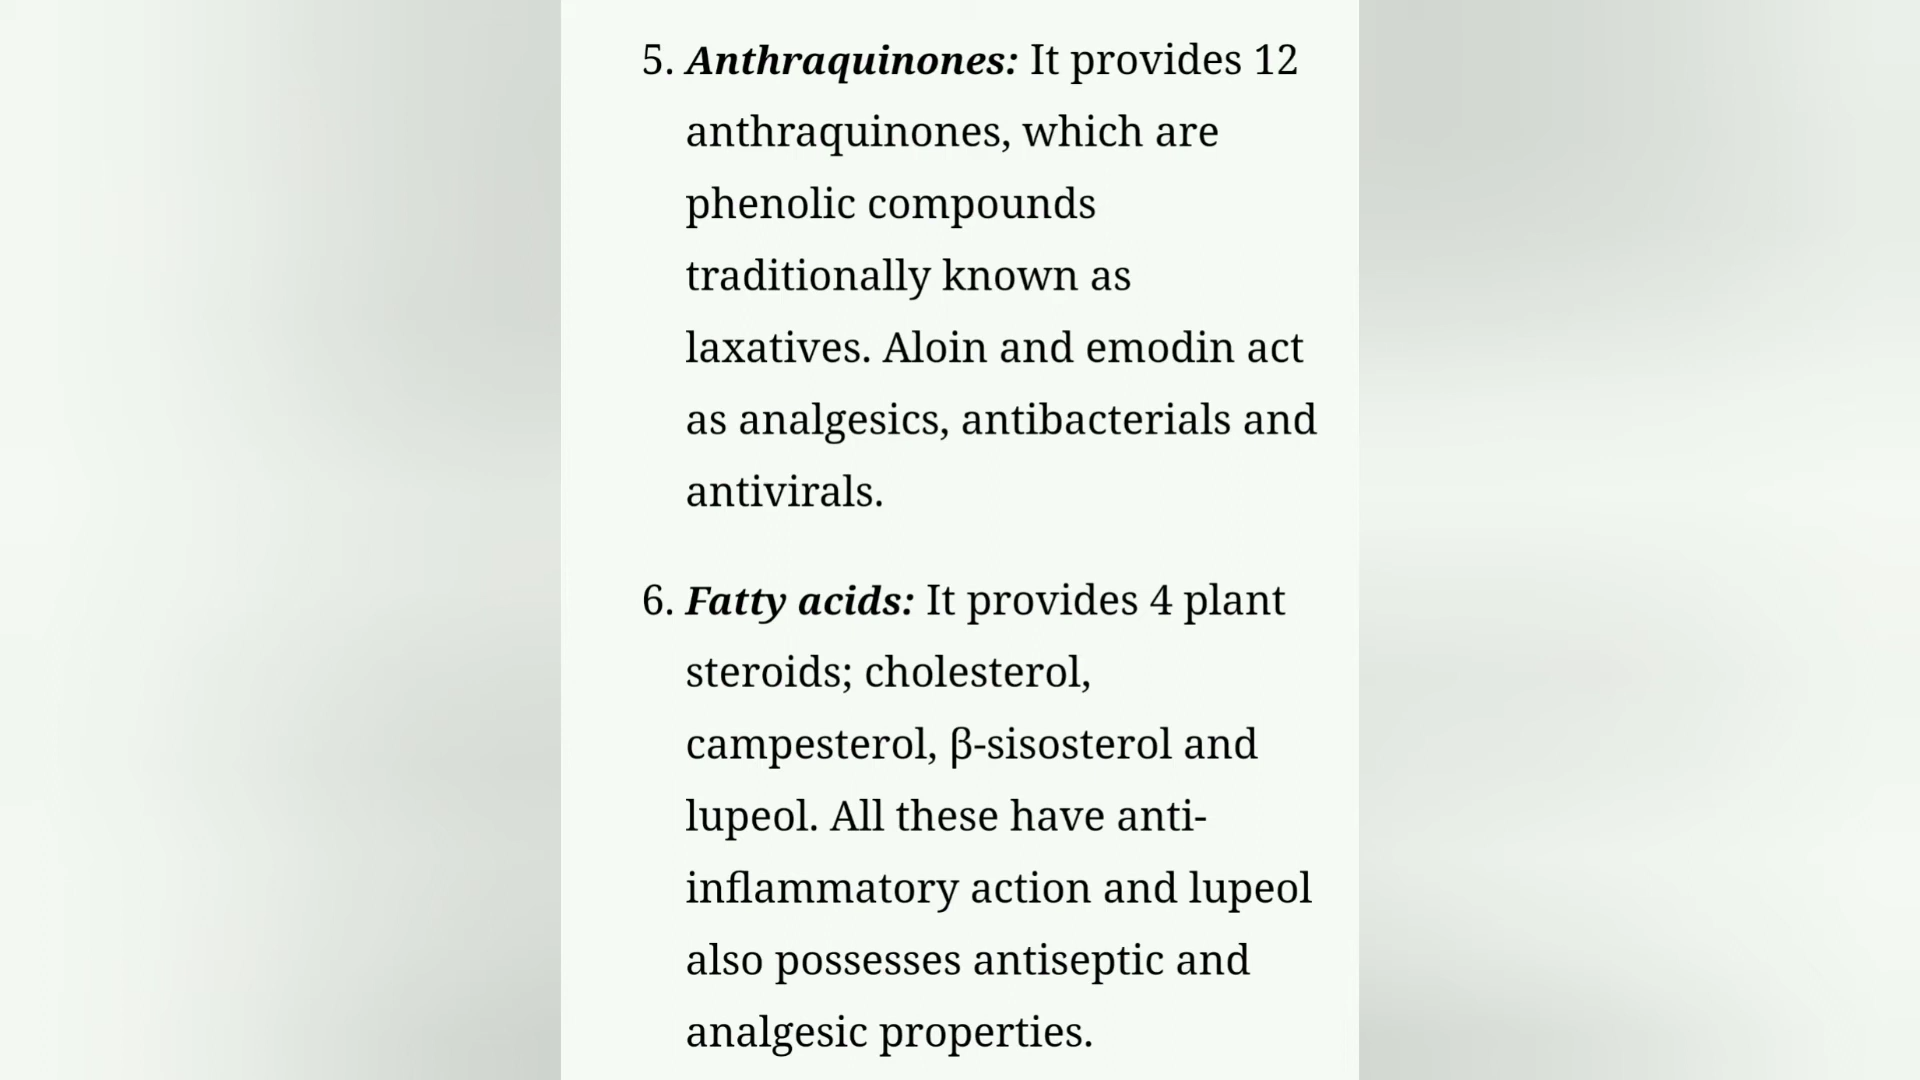 5. Anthraquinones: It provides 12
anthraquinones, which are
phenolic compounds
traditionally known as
laxatives. Aloin and emodin act
as analgesics, antibacterials and
antivirals.
6. Fatty acids: It provides 4 plant
steroids; cholesterol,
campesterol, β-sisosterol and
lupeol. All these have anti-
inflammatory action and lupeol
also possesses antiseptic and
analgesic properties.